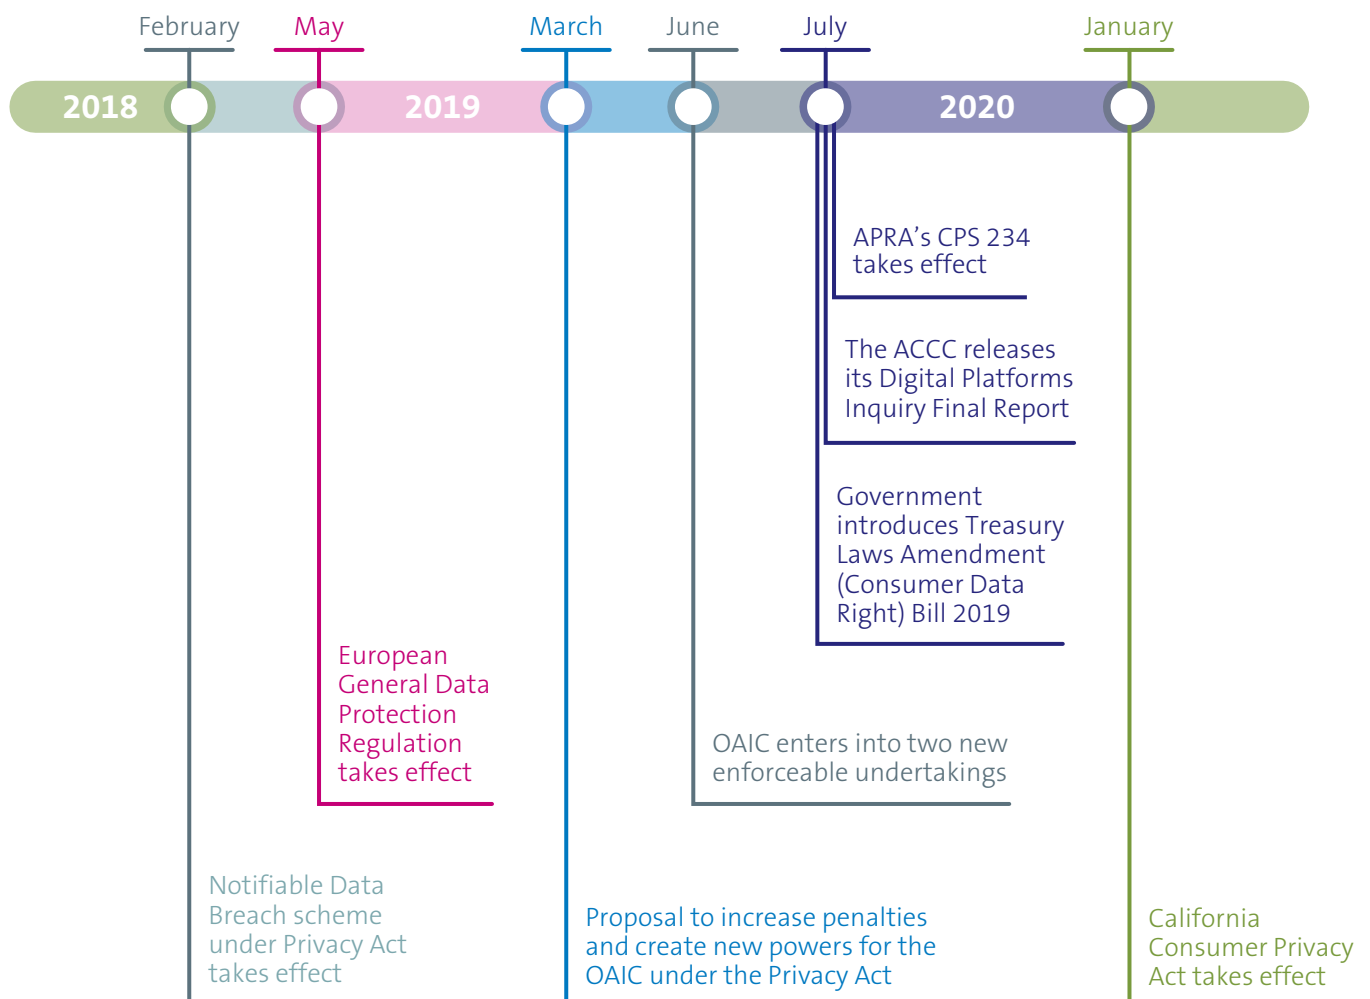 February
May
March
June
July
January
2018
2019
2020
APRA’s CPS 234
takes effect
The ACCC releases
its Digital Platforms
Inquiry Final Report
Government
introduces Treasury
Laws Amendment
(Consumer Data
Right) Bill 2019
European
General Data
Protection
Regulation
takes effect
OAIC enters into two new
enforceable undertakings
Notifiable Data
Breach scheme
under Privacy Act
takes effect
Proposal to increase penalties
and create new powers for the
OAIC under the Privacy Act
California
Consumer Privacy
Act takes effect